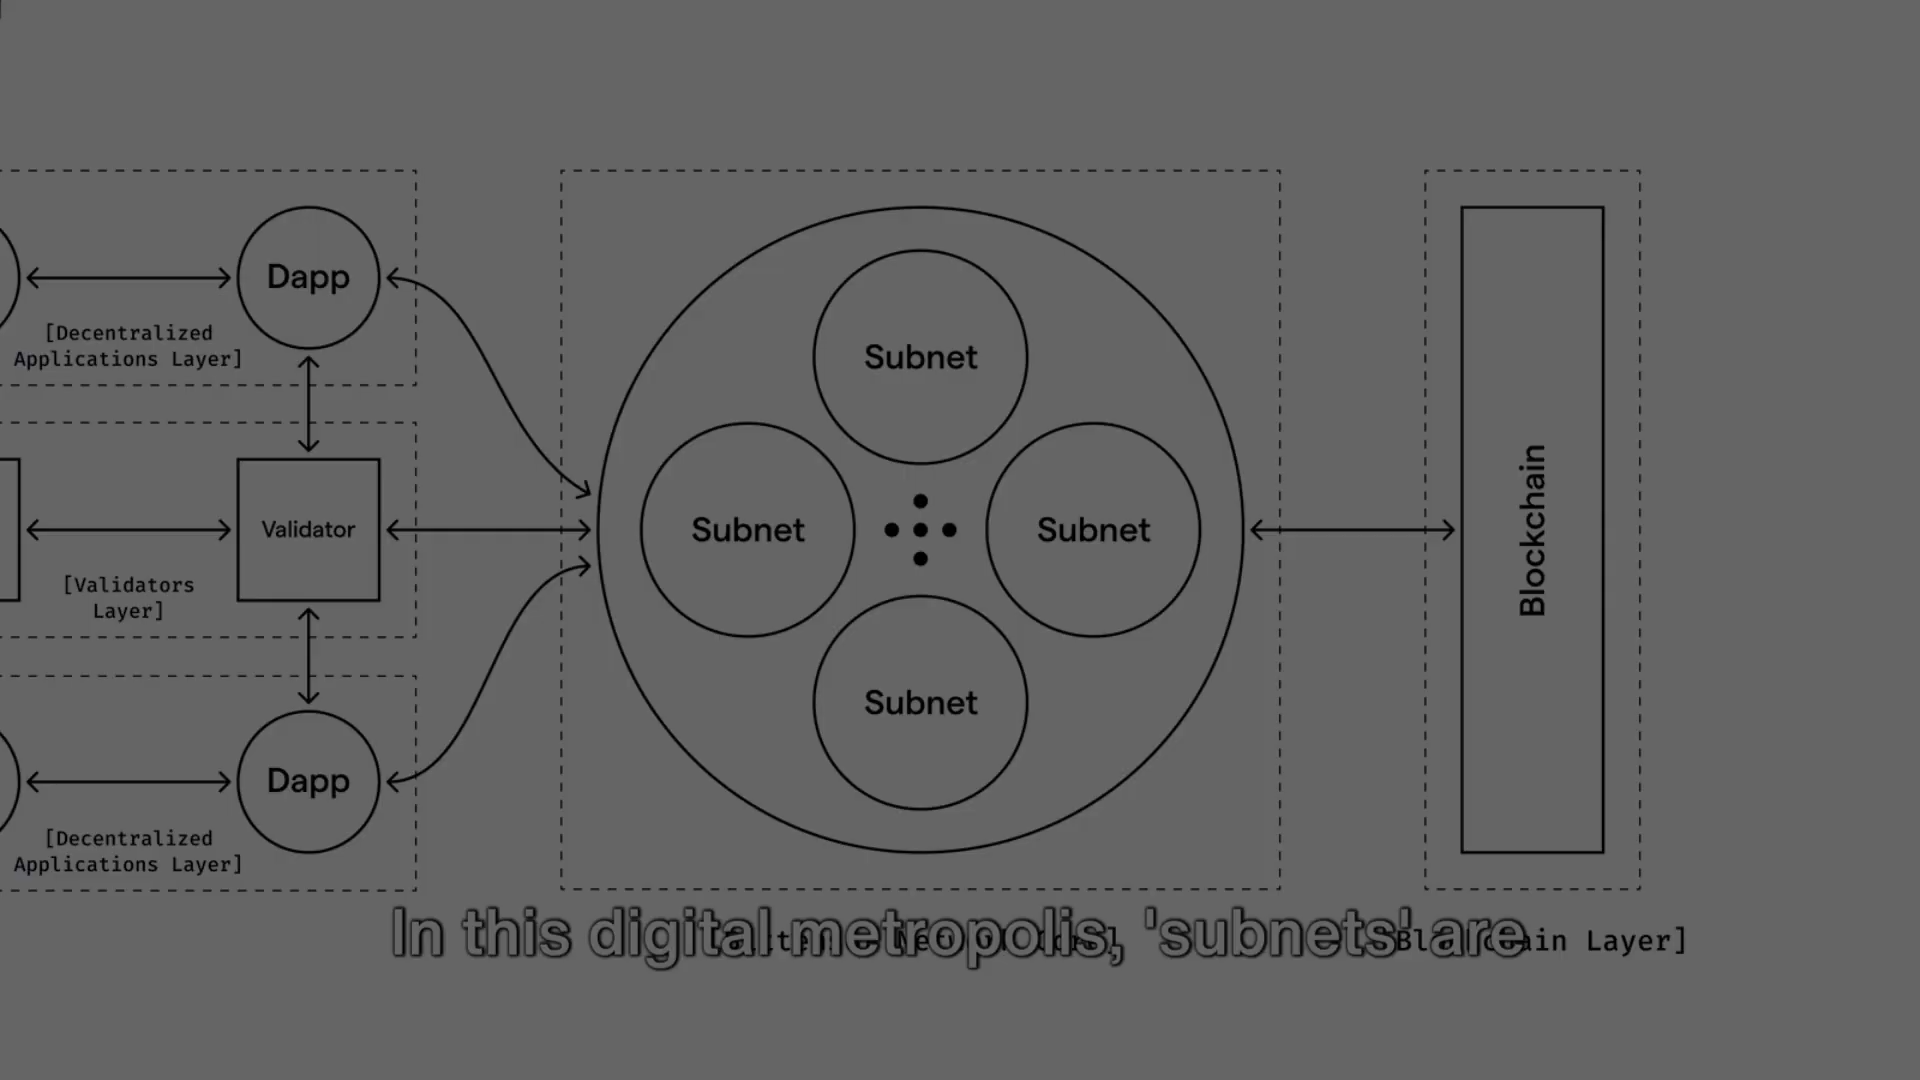 Dapp
[Decentralized
Applications Layer]
Subnet
Subnet
Subnet
Subnet
Validator
[Validators
Layer]
Dapp
[Decentralized
Applications Layer]
Blockchain
In this digital metropolis, 'subnets' are
Layer]